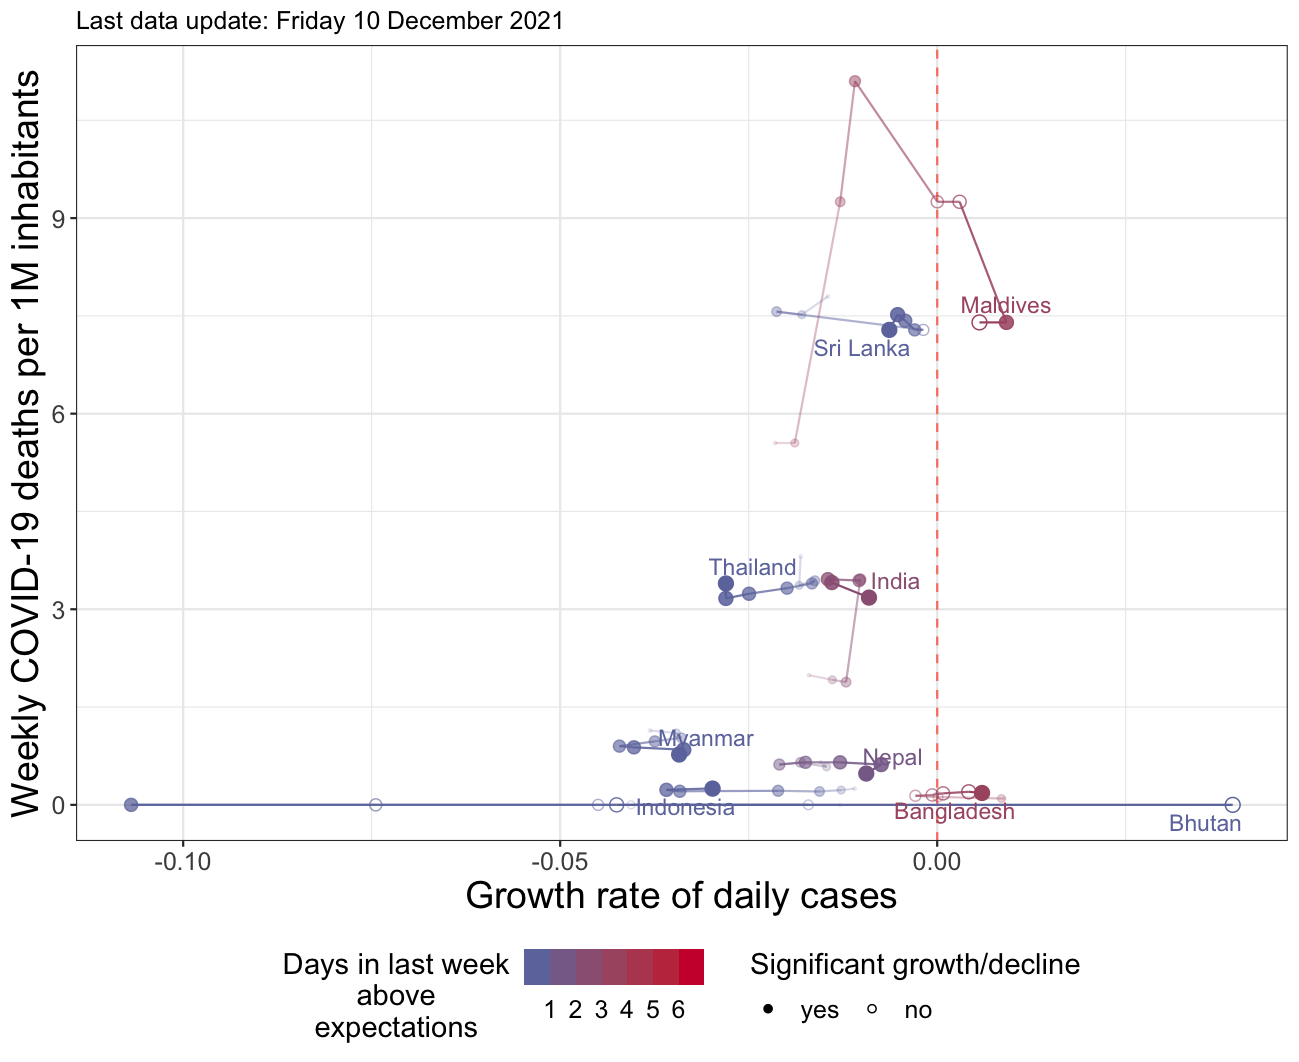 Last data update: Friday 10 December 2021
Weekly COVID-19 deaths per 1M inhabitants
9
6
3
0
Maldives
Sri Lanka
Thailand
India
Myanmar
Nepal
Indonesia
Bangladesh
Bhutan
-0.10
-0.05
0.00
Growth rate of daily cases
Days in last week
above
expectations
1 2 3 4 5 6
Significant growth/decline
yes
no